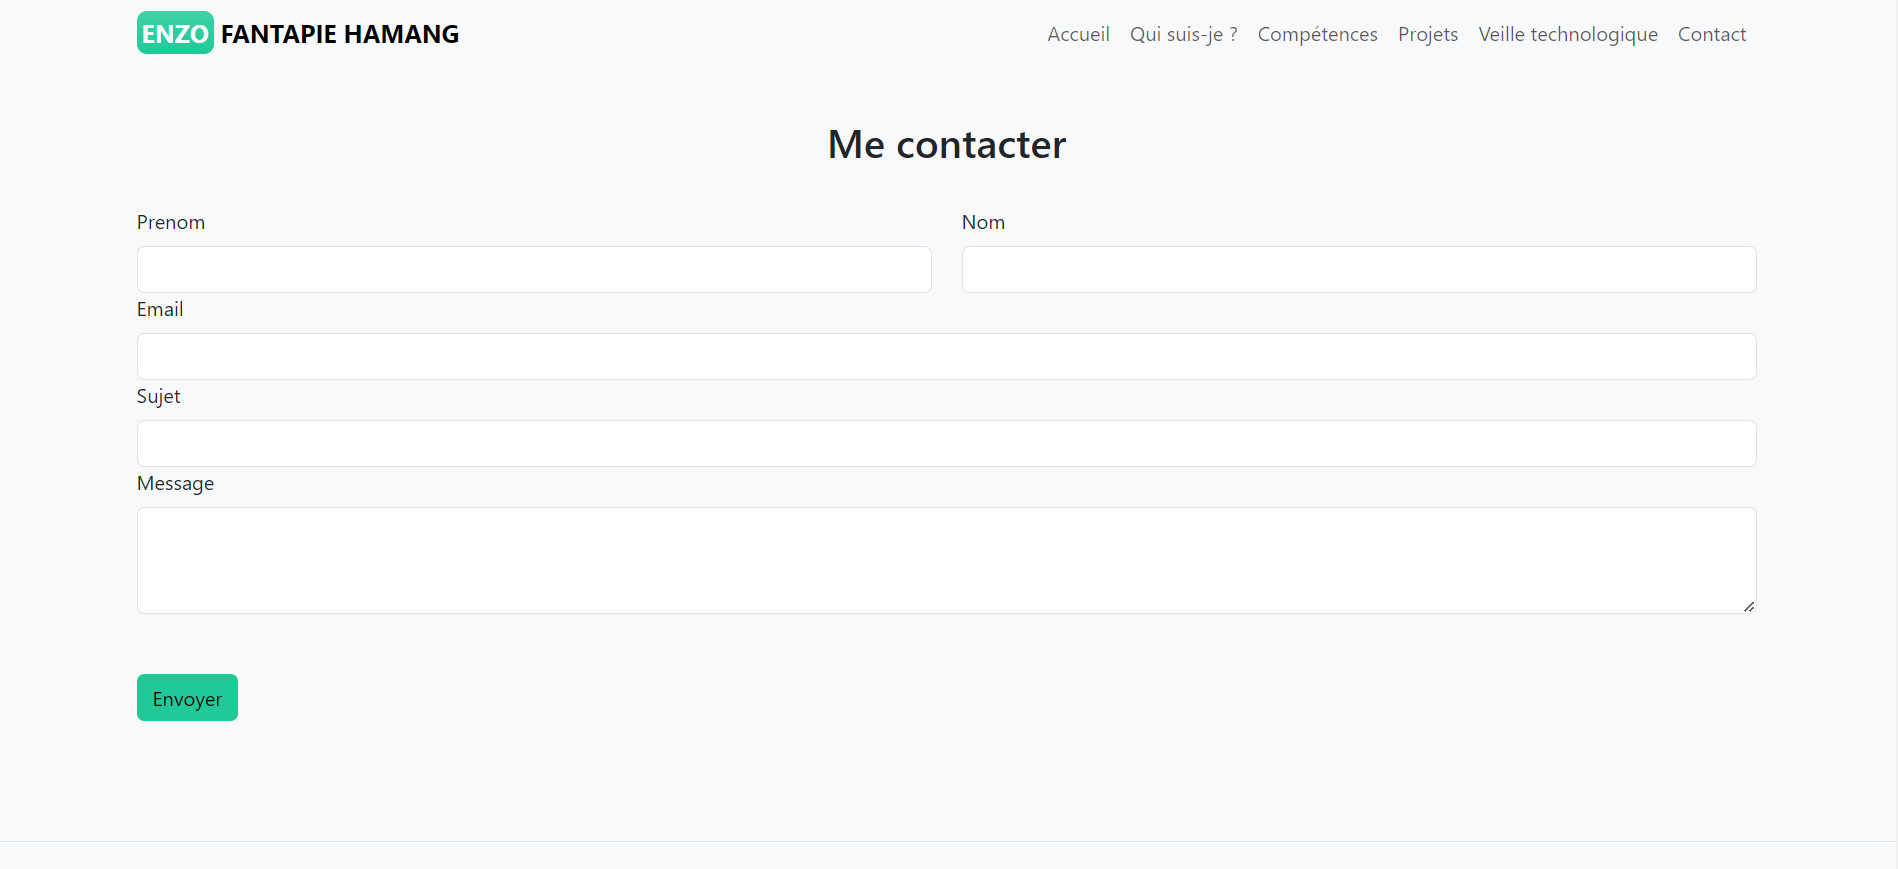 ENZO FANTAPIE HAMANG
Accueil Qui suis-je ? Compétences Projets Veille technologique Contact
Me contacter
Prenom Nom
Email
Sujet
Message
Envoyer